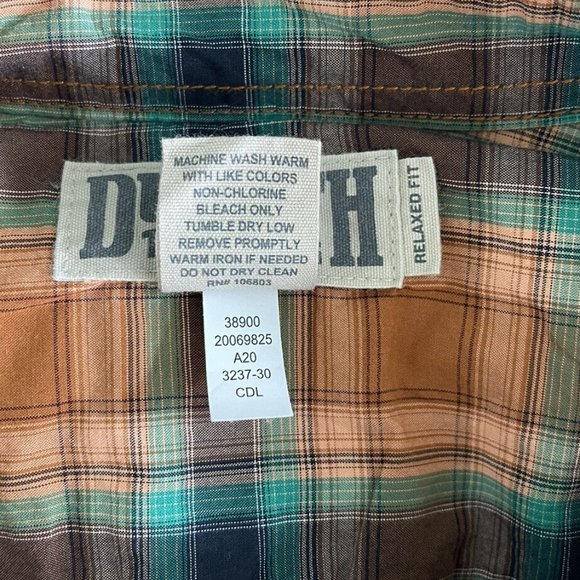 MACHINE WASH WARM
WITH LIKE COLORS
NON-CHLORINE
BLEACH ONLY
TUMBLE DRY LOW
REMOVE PROMPTLY
WARM IRON IF NEEDED
DO NOT DRY CLEAN
RN# 106803
RELAXED FIT
38900
20069825
A20
3237-30
CDL